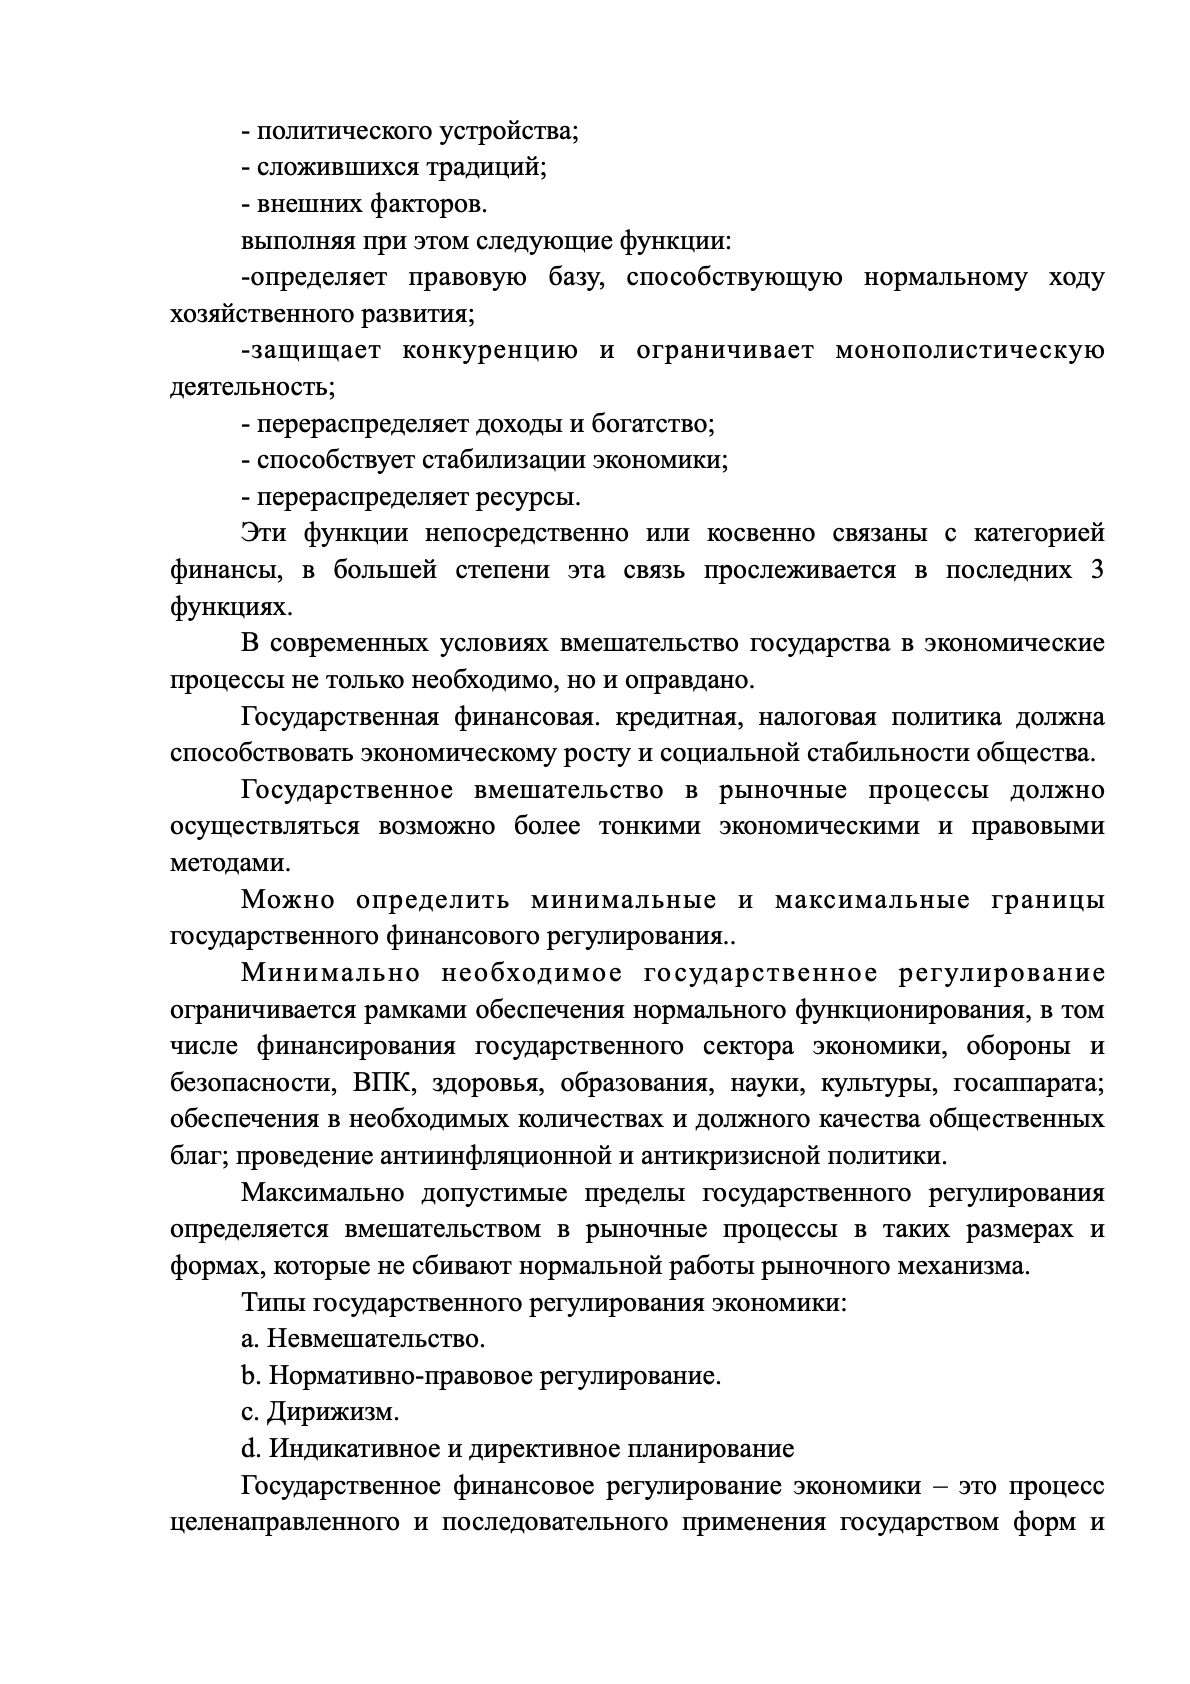 - политического устройства;
- сложившихся традиций;
- внешних факторов.
выполняя при этом следующие функции:
-определяет правовую базу, способствующую нормальному ходу
хозяйственного развития;
-защищает конкуренцию и ограничивает монополистическую
деятельность;
- перераспределяет доходы и богатство;
- способствует стабилизации экономики;
- перераспределяет ресурсы.
Эти функции непосредственно или косвенно связаны с категорией
финансы, в большей степени эта связь прослеживается в последних 3
функциях.
В современных условиях вмешательство государства в экономические
процессы не только необходимо, но и оправдано.
Государственная финансовая. кредитная, налоговая политика должна
способствовать экономическому росту и социальной стабильности общества.
Государственное вмешательство в рыночные процессы должно
осуществляться возможно более тонкими экономическими и правовыми
методами.
Можно определить минимальные и максимальные границы
государственного финансового регулирования..
Минимально необходимое государственное регулирование
ограничивается рамками обеспечения нормального функционирования, в том
числе финансирования государственного сектора экономики, обороны и
безопасности, ВПК, здоровья, образования, науки, культуры, госаппарата;
обеспечения в необходимых количествах и должного качества общественных
благ; проведение антиинфляционной и антикризисной политики.
Максимально допустимые пределы государственного регулирования
определяется вмешательством в рыночные процессы в таких размерах и
формах, которые не сбивают нормальной работы рыночного механизма.
Типы государственного регулирования экономики:
a. Невмешательство.
b. Нормативно-правовое регулирование.
c. Дирижизм.
d. Индикативное и директивное планирование
Государственное финансовое регулирование экономики – это процесс
целенаправленного и последовательного применения государством форм и